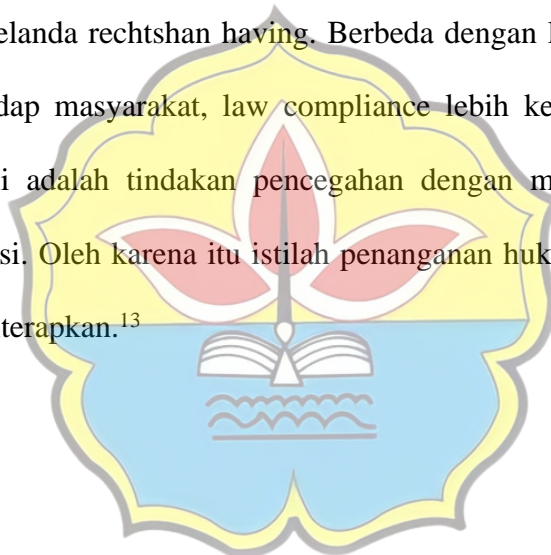 elanda rechtshan having. Berbeda dengan
dap masyarakat, law compliance lebih ke
i adalah tindakan pencegahan dengan m
si. Oleh karena itu istilah penanganan huk
terapkan.13